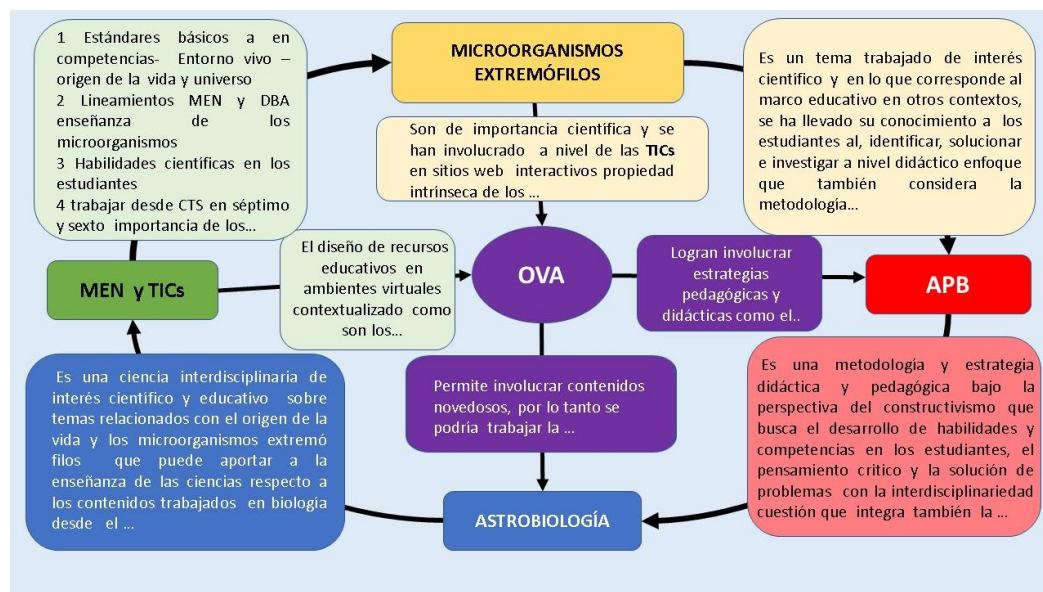 1 Estándares básicos a en
competencias- Entorno vivo –
origen de la vida y universo
2 Lineamientos MEN y DBA
enseñanza de los
microorganismos
3 Habilidades científicas en los
estudiantes
4 trabajar desde CTS en séptimo
y sexto importancia de los...
MICROORGANISMOS
EXTREMÓFILOS
Es un tema trabajado de interés
científico y en lo que corresponde al
marco educativo en otros contextos,
se ha llevado su conocimiento a los
estudiantes al, identificar, solucionar
e investigar a nivel didáctico enfoque
que también considera la
metodología...
Son de importancia científica y se
han involucrado a nivel de las TICs
en sitios web interactivos propiedad
intrínseca de los ...
MEN y TICs
El diseño de recursos
educativos en
ambientes virtuales
contextualizado como
son los...
OVA
Logran involucrar
estrategias
pedagógicas y
didácticas como el..
APB
Es una ciencia interdisciplinaria de
interés científico y educativo sobre
temas relacionados con el origen de la
vida y los microorganismos extremó
filos que puede aportar a la
enseñanza de las ciencias respecto a
los contenidos trabajados en biología
desde el ...
Permite involucrar contenidos
novedosos, por lo tanto se
podría trabajar la ...
Es una metodología y estrategia
didáctica y pedagógica bajo la
perspectiva del constructivismo que
busca el desarrollo de habilidades y
competencias en los estudiantes, el
pensamiento critico y la solución de
problemas con la interdisciplinariedad
cuestión que integra también la ...
ASTROBIOLOGÍA